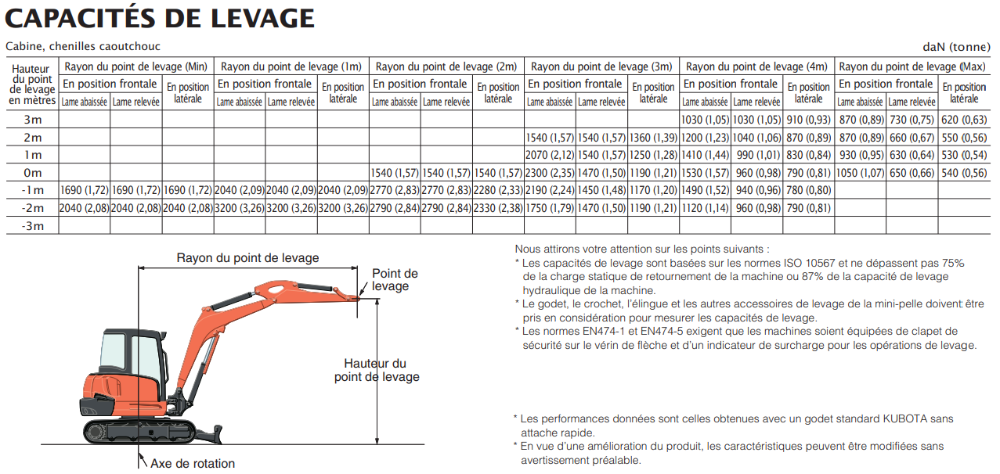 CAPACITÉS DE LEVAGE
Cabine, chenilles caoutchouc
daN (tonne)
Hauteur du point de levage en mètres
Rayon du point de levage (Min) Rayon du point de levage (1m) Rayon du point de levage (2m) Rayon du point de levage (3m) Rayon du point de levage (4m) Rayon du point de levage (Max)
En position frontale En position latérale En position frontale En position latérale En position frontale En position latérale En position frontale En position latérale En position frontale En position latérale En position frontale En position latérale
Lame abaissée Lame relevée Lame abaissée Lame relevée Lame abaissée Lame relevée Lame abaissée Lame relevée Lame abaissée Lame relevée Lame abaissée Lame relevée
3m 1030 (1,05) 1030 (1,05) 910 (0,93) 870 (0,89) 730 (0,75) 620 (0,63)
2m 1540 (1,57) 1540 (1,57) 1360 (1,39) 1200 (1,23) 1040 (1,06) 870 (0,89) 870 (0,89) 660 (0,67) 550 (0,56)
1m 2070 (2,12) 1540 (1,57) 1250 (1,28) 1410 (1,44) 990 (1,01) 830 (0,84) 930 (0,95) 630 (0,64) 530 (0,54)
0m 1540 (1,57) 1540 (1,57) 1540 (1,57) 2300 (2,35) 1470 (1,50) 1190 (1,21) 1530 (1,57) 960 (0,98) 790 (0,81) 1050 (1,07) 650 (0,66) 540 (0,56)
-1m 1690 (1,72) 1690 (1,72) 1690 (1,72) 2040 (2,09) 2040 (2,09) 2040 (2,09) 2770 (2,83) 2770 (2,83) 2280 (2,33) 2190 (2,24) 1450 (1,48) 1170 (1,20) 1490 (1,52) 940 (0,96) 780 (0,80)
-2m 2040 (2,08) 2040 (2,08) 2040 (2,08) 3200 (3,26) 3200 (3,26) 3200 (3,26) 2790 (2,84) 2790 (2,84) 2330 (2,38) 1750 (1,79) 1470 (1,50) 1190 (1,21) 1120 (1,14) 960 (0,98) 790 (0,81)
-3m
Rayon du point de levage
Point de
levage
Hauteur du
point de levage
Axe de rotation
Nous attirons votre attention sur les points suivants :
* Les capacités de levage sont basées sur les normes ISO 10567 et ne dépassent pas 75%
de la charge statique de retournement de la machine ou 87% de la capacité de levage
hydraulique de la machine.
* Le godet, le crochet, l'élingue et les autres accessoires de levage de la mini-pelle doivent être
pris en considération pour mesurer les capacités de levage.
* Les normes EN474-1 et EN474-5 exigent que les machines soient équipées de clapet de
sécurité sur le vérin de flèche et d'un indicateur de surcharge pour les opérations de levage.
* Les performances données sont celles obtenues avec un godet standard KUBOTA sans
attache rapide.
* En vue d'une amélioration du produit, les caractéristiques peuvent être modifiées sans
avertissement préalable.